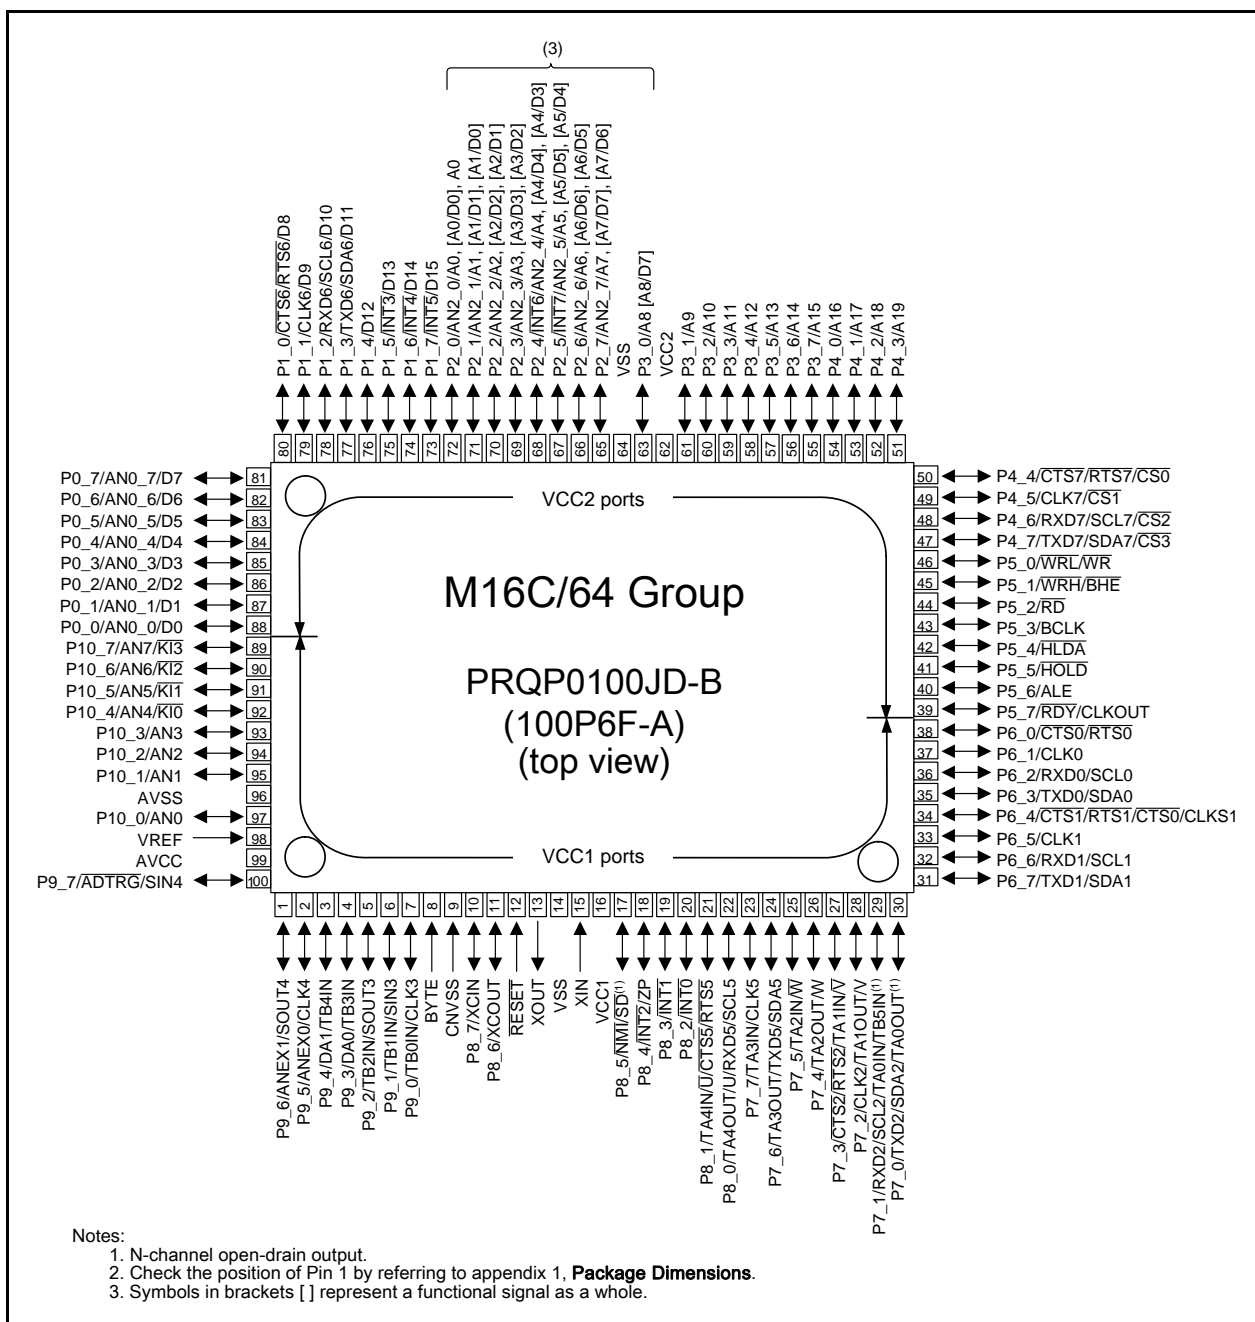 (3)
P1_0/CTS6/RTS6/D8
P1_1/CLK6/D9
P1_2/RXD6/SCL6/D10
P1_3/TXD6/SDA6/D11
P1_4/D12
P1_5/INT3/D13
P1_6/INT4/D14
P1_7/INT5/D15
P2_0/AN2_0/A0, [A0/D0], A0
P2_1/AN2_1/A1, [A1/D1], [A1/D0]
P2_2/AN2_2/A2, [A2/D2], [A2/D1]
P2_3/AN2_3/A3, [A3/D3], [A3/D2]
P2_4/INT6/AN2_4/A4, [A4/D4], [A4/D3]
P2_5/INT7/AN2_5/A5, [A5/D5], [A5/D4]
P2_6/AN2_6/A6, [A6/D6], [A6/D5]
P2_7/AN2_7/A7, [A7/D7], [A7/D6]
VSS
P3_0/A8 [A8/D7]
VCC2
P3_1/A9
P3_2/A10
P3_3/A11
P3_4/A12
P3_5/A13
P3_6/A14
P3_7/A15
P4_0/A16
P4_1/A17
P4_2/A18
P4_3/A19
80 79 78 77 76 75 74 73 72 71 70 69 68 67 66 65 64 63 62 61 60 59 58 57 56 55 54 53 52 51
P0_7/AN0_7/D7 81
P0_6/AN0_6/D6 82
P0_5/AN0_5/D5 83
P0_4/AN0_4/D4 84
P0_3/AN0_3/D3 85
P0_2/AN0_2/D2 86
P0_1/AN0_1/D1 87
P0_0/AN0_0/D0 88
P10_7/AN7/KI3 89
P10_6/AN6/KI2 90
P10_5/AN5/KI1 91
P10_4/AN4/KI0 92
P10_3/AN3 93
P10_2/AN2 94
P10_1/AN1 95
AVSS 96
P10_0/AN0 97
VREF 98
AVCC 99
P9_7/ADTRG/SIN4 100
VCC2 ports
M16C/64 Group
PRQP0100JD-B
(100P6F-A)
(top view)
VCC1 ports
50 P4_4/CTS7/RTS7/CS0
49 P4_5/CLK7/CS1
48 P4_6/RXD7/SCL7/CS2
47 P4_7/TXD7/SDA7/CS3
46 P5_0/WRL/WR
45 P5_1/WRH/BHE
44 P5_2/RD
43 P5_3/BCLK
42 P5_4/HLDA
41 P5_5/HOLD
40 P5_6/ALE
39 P5_7/RDY/CLKOUT
38 P6_0/CTS0/RTS0
37 P6_1/CLK0
36 P6_2/RXD0/SCL0
35 P6_3/TXD0/SDA0
34 P6_4/CTS1/RTS1/CTS0/CLKS1
33 P6_5/CLK1
32 P6_6/RXD1/SCL1
31 P6_7/TXD1/SDA1
1 2 3 4 5 6 7 8 9 10 11 12 13 14 15 16 17 18 19 20 21 22 23 24 25 26 27 28 29 30
P9_6/ANEX1/SOUT4
P9_5/ANEX0/CLK4
P9_4/DA1/TB4IN
P9_3/DA0/TB3IN
P9_2/TB2IN/SOUT3
P9_1/TB1IN/SIN3
P9_0/TB0IN/CLK3
BYTE
CNVSS
P8_7/XCIN
P8_6/XCOUT
RESET
XOUT
VSS
XIN
VCC1
P8_5/NMI/SD(1)
P8_4/INT2/ZP
P8_3/INT1
P8_2/INT0
P8_1/TA4IN/U/CTS5/RTS5
P8_0/TA4OUT/U/RXD5/SCL5
P7_7/TA3IN/CLK5
P7_6/TA3OUT/TXD5/SDA5
P7_5/TA2IN/W
P7_4/TA2OUT/W
P7_3/CTS2/RTS2/TA1IN/V
P7_2/CLK2/TA1OUT/V
P7_1/RXD2/SCL2/TA0IN/TB5IN(1)
P7_0/TXD2/SDA2/TA0OUT(1)
Notes:
1. N-channel open-drain output.
2. Check the position of Pin 1 by referring to appendix 1, Package Dimensions.
3. Symbols in brackets [ ] represent a functional signal as a whole.